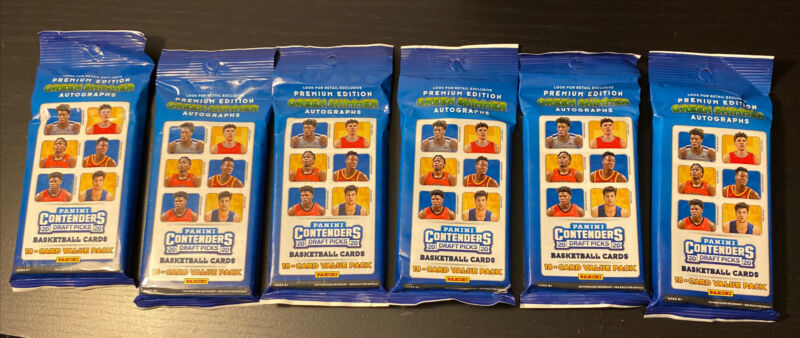 LOOK FOR RETAIL EXCLUSIVE
PREMIUM EDITION
GREEN SHIMMER
AUTOGRAPHS
PANINI
CONTENDERS
20 DRAFT PICKS 20
BASKETBALL CARDS
18-CARD VALUE PACK
PANINI
LOOK FOR RETAIL EXCLUSIVE
PREMIUM EDITION
GREEN SHIMMER
AUTOGRAPHS
PANINI
CONTENDERS
20 DRAFT PICKS 20
BASKETBALL CARDS
18-CARD VALUE PACK
PANINI
LOOK FOR RETAIL EXCLUSIVE
PREMIUM EDITION
GREEN SHIMMER
AUTOGRAPHS
PANINI
CONTENDERS
20 DRAFT PICKS 20
BASKETBALL CARDS
18-CARD VALUE PACK
PANINI
LOOK FOR RETAIL EXCLUSIVE
PREMIUM EDITION
GREEN SHIMMER
AUTOGRAPHS
PANINI
CONTENDERS
20 DRAFT PICKS 20
BASKETBALL CARDS
18-CARD VALUE PACK
PANINI
LOOK FOR RETAIL EXCLUSIVE
PREMIUM EDITION
GREEN SHIMMER
AUTOGRAPHS
PANINI
CONTENDERS
20 DRAFT PICKS 20
BASKETBALL CARDS
18-CARD VALUE PACK
PANINI
LOOK FOR RETAIL EXCLUSIVE
PREMIUM EDITION
GREEN SHIMMER
AUTOGRAPHS
PANINI
CONTENDERS
20 DRAFT PICKS 20
BASKETBALL CARDS
18-CARD VALUE PACK
PANINI